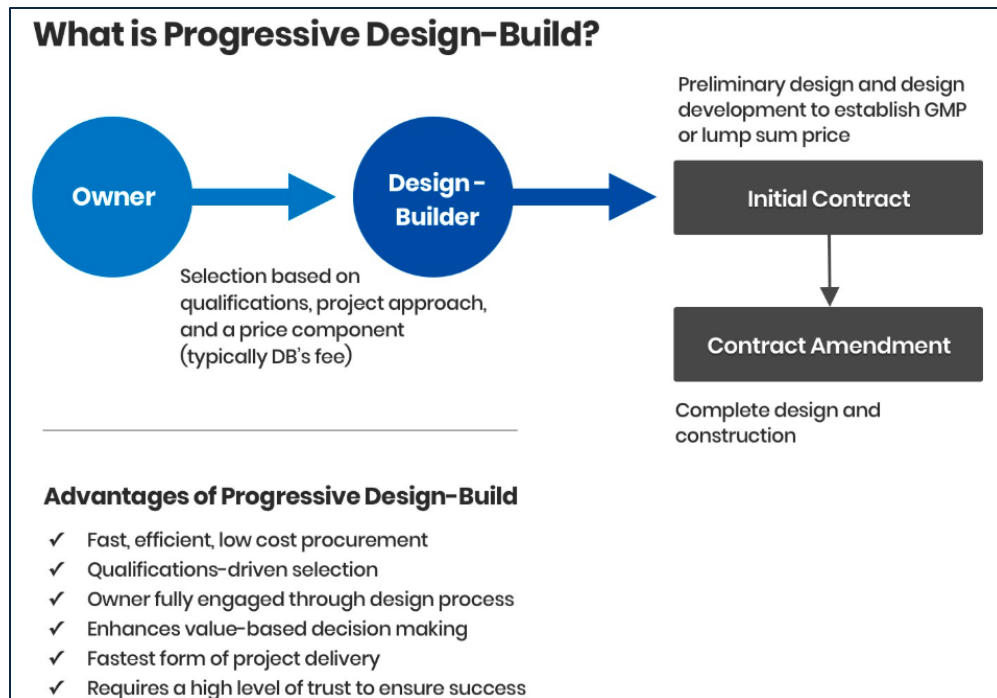 What is Progressive Design-Build?
Owner
Selection based on
qualifications, project approach,
and a price component
(typically DB's fee)
Design -
Builder
Preliminary design and design
development to establish GMP
or lump sum price
Initial Contract
Contract Amendment
Complete design and
construction
Advantages of Progressive Design-Build
✓ Fast, efficient, low cost procurement
✓ Qualifications-driven selection
✓ Owner fully engaged through design process
✓ Enhances value-based decision making
✓ Fastest form of project delivery
✓ Requires a high level of trust to ensure success